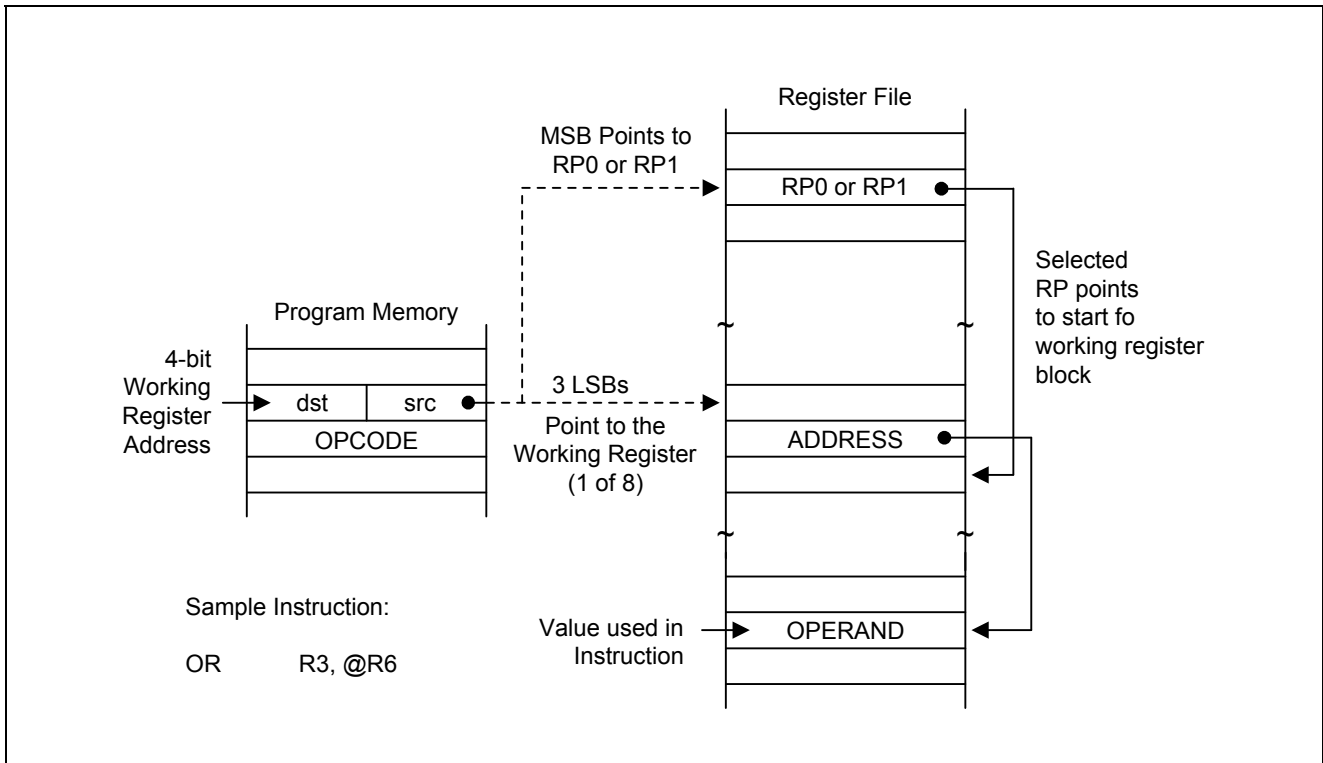 Register File
MSB Points to
RP0 or RP1
RP0 or RP1
Selected
RP points
to start fo
working register
block
Program Memory
4-bit
Working
Register
Address
dst src
OPCODE
3 LSBs
Point to the
Working Register
(1 of 8)
ADDRESS
~ ~
~ ~
Sample Instruction:
OR R3, @R6
Value used in
Instruction
OPERAND